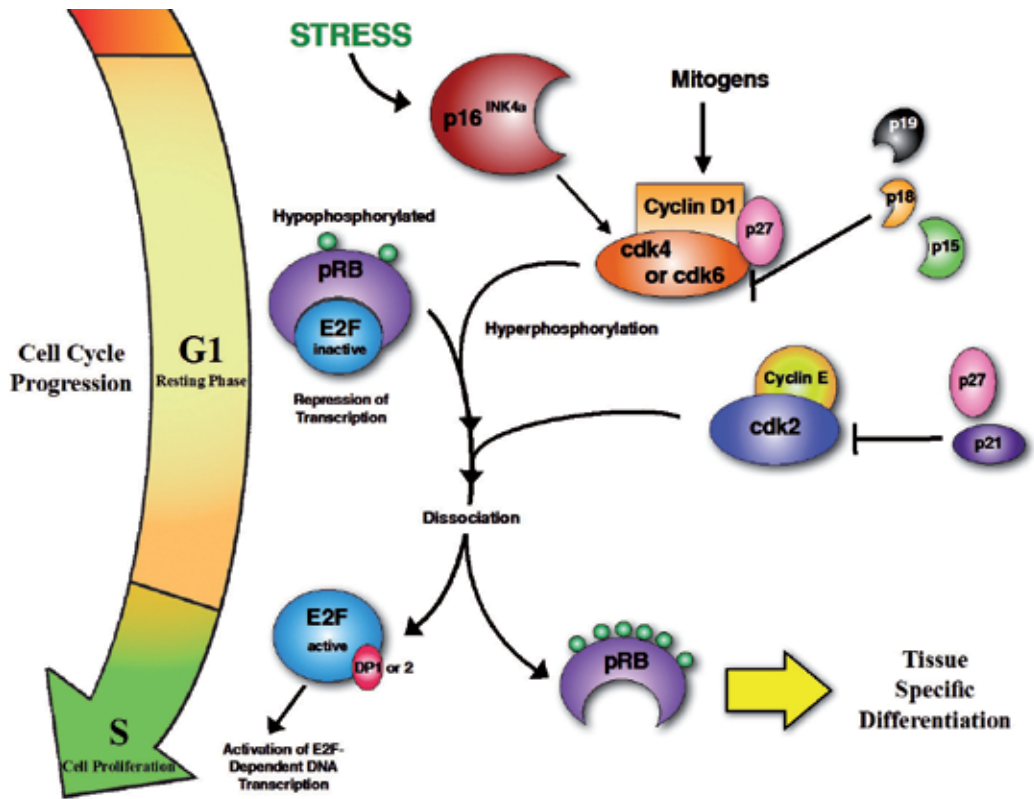 STRESS
p16 INK4a
Mitogens
p19
p18
p15
Cyclin D1
p27
cdk4
or cdk6
Hypophosphorylated
pRB
E2F
inactive
Repression of
Transcription
Hyperphosphorylation
Cell Cycle
Progression
G1
Resting Phase
Cyclin E
cdk2
p27
p21
Dissociation
E2F
active
DP1 or 2
pRB
Tissue
Specific
Differentiation
S
Cell Proliferation
Activation of E2F-
Dependent DNA
Transcription